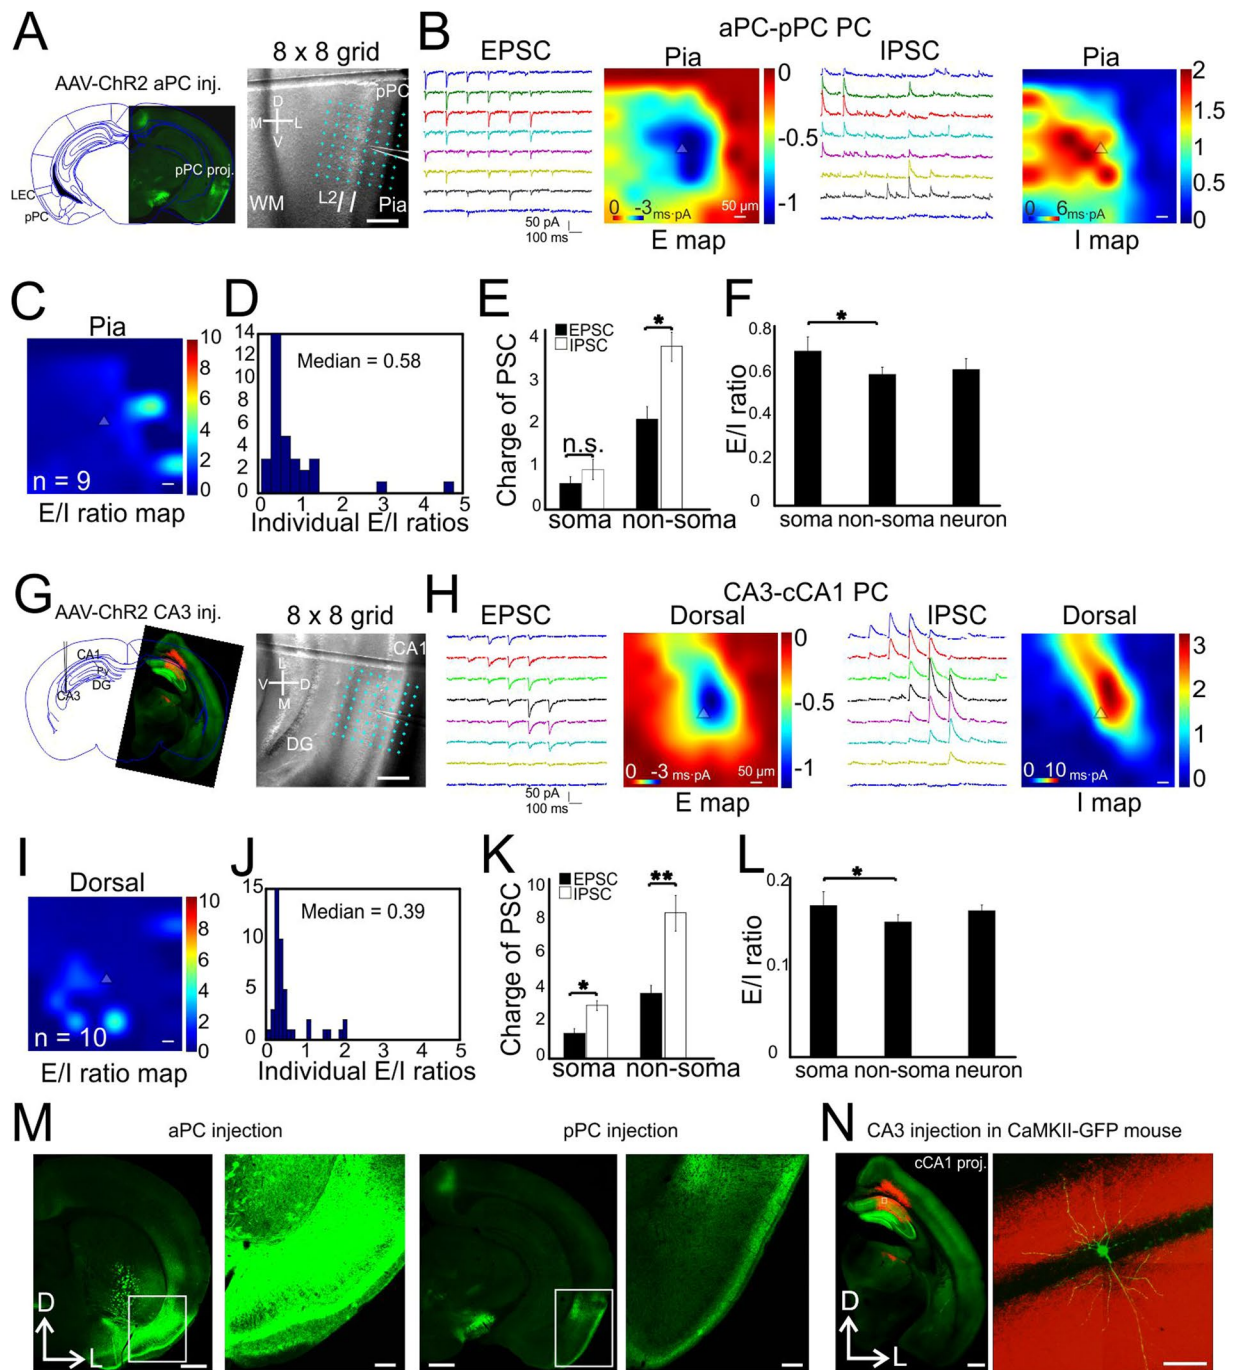 A
AAV-ChR2 aPC inj.
8 x 8 grid
LEC
pPC
pPC proj.
pPC
D
M
L
V
WM
L2
Pia
B
aPC-pPC PC
EPSC
Pia
IPSC
Pia
0
-0.5
-1
2
1.5
1
0.5
0
50 pA
100 ms
0 -3 ms·pA
50 µm
E map
0 6 ms·pA
I map
C
Pia
10
8
6
4
2
0
n = 9
E/I ratio map
D
14
12
10
8
6
4
2
0
Median = 0.58
0 1 2 3 4 5
Individual E/I ratios
E
EPSC
IPSC
4
3
2
1
0
Charge of PSC
n.s.
*
soma non-soma
F
0.8
0.6
0.4
0.2
0
E/I ratio
*
soma non-soma neuron
G
AAV-ChR2 CA3 inj.
8 x 8 grid
CA1
Py
DG
CA3
CA1
L
V
D
M
DG
H
CA3-cCA1 PC
EPSC
Dorsal
IPSC
Dorsal
0
-0.5
-1
3
2
1
0
50 pA
100 ms
0 -3 ms·pA
50 µm
E map
0 10 ms·pA
I map
I
Dorsal
10
8
6
4
2
0
n = 10
E/I ratio map
J
15
10
5
0
Median = 0.39
0 1 2 3 4 5
Individual E/I ratios
K
EPSC
IPSC
10
8
6
4
2
0
Charge of PSC
*
**
soma non-soma
L
0.2
0.1
0
E/I ratio
*
soma non-soma neuron
M
aPC injection
pPC injection
D
L
N
CA3 injection in CaMKII-GFP mouse
cCA1 proj.
D
L